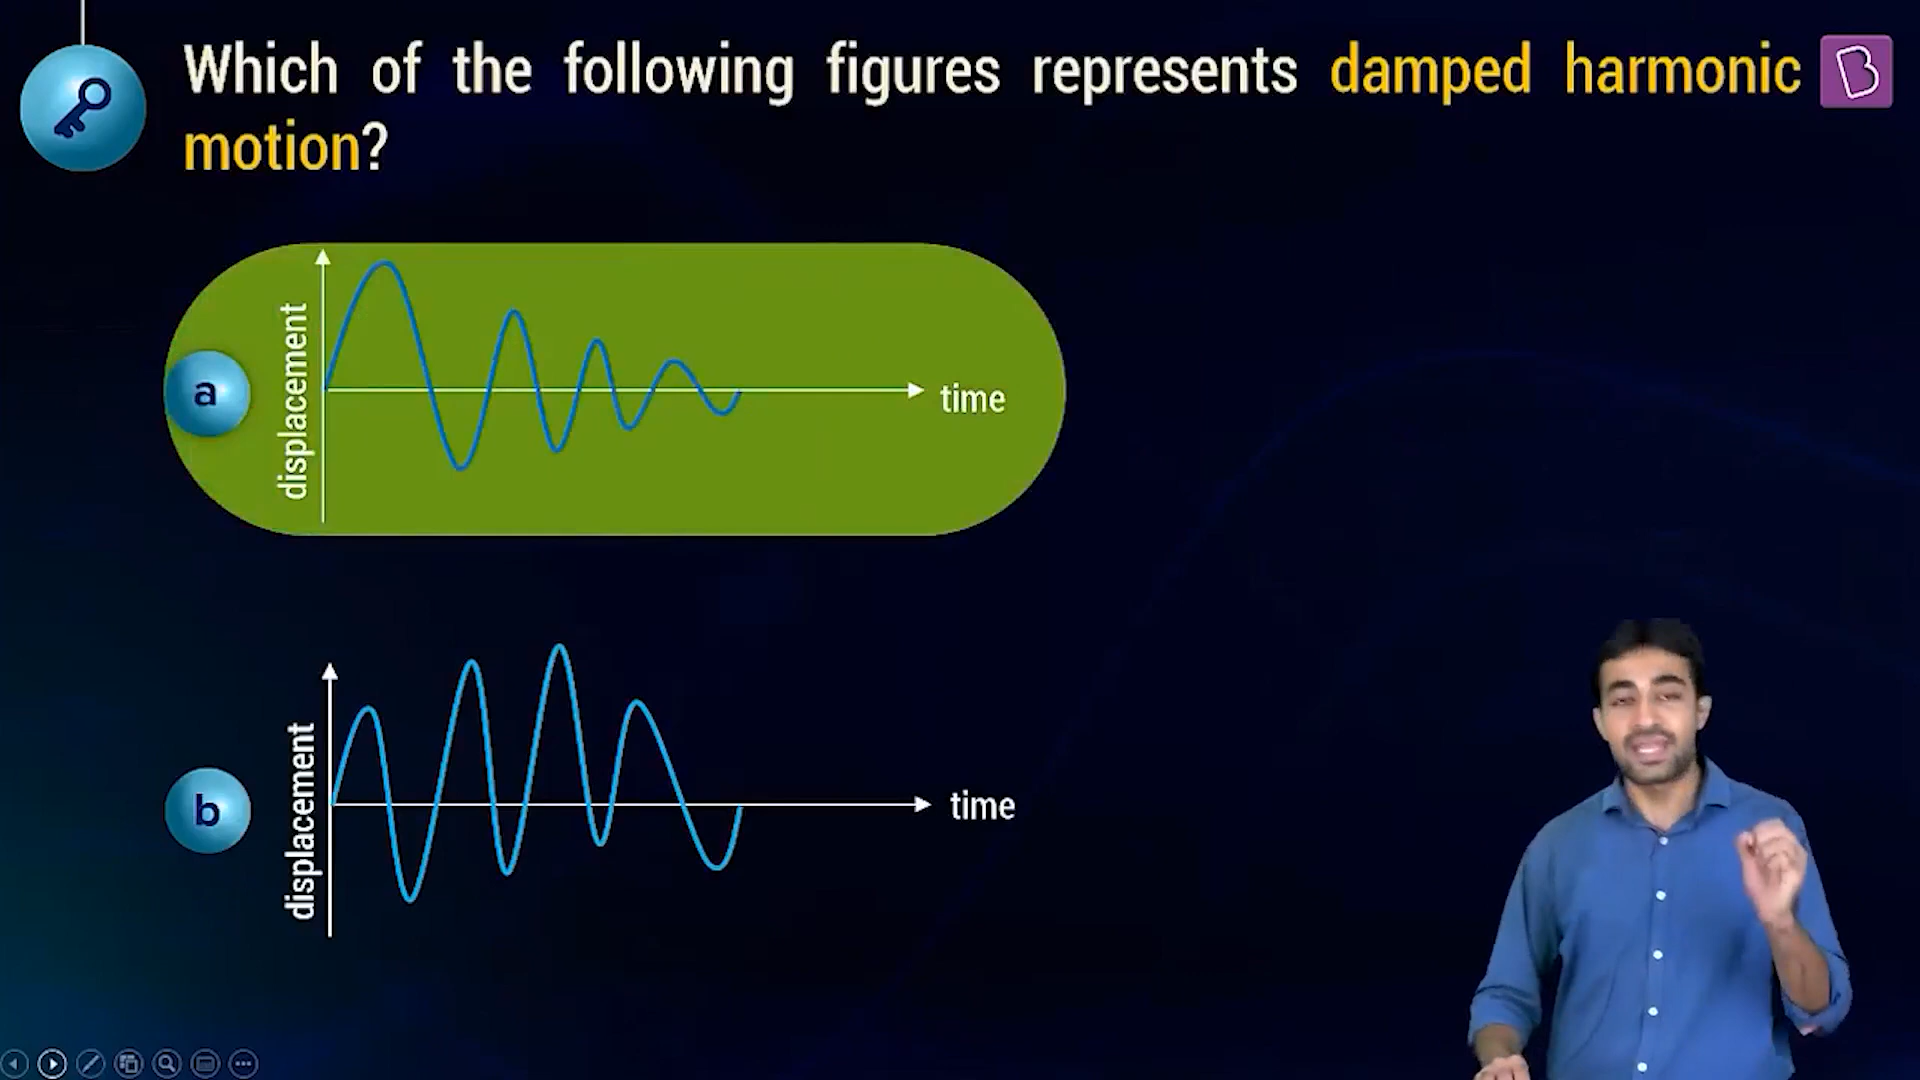 Which of the following figures represents damped harmonic
motion?
B
a
displacement
time
b
displacement
time